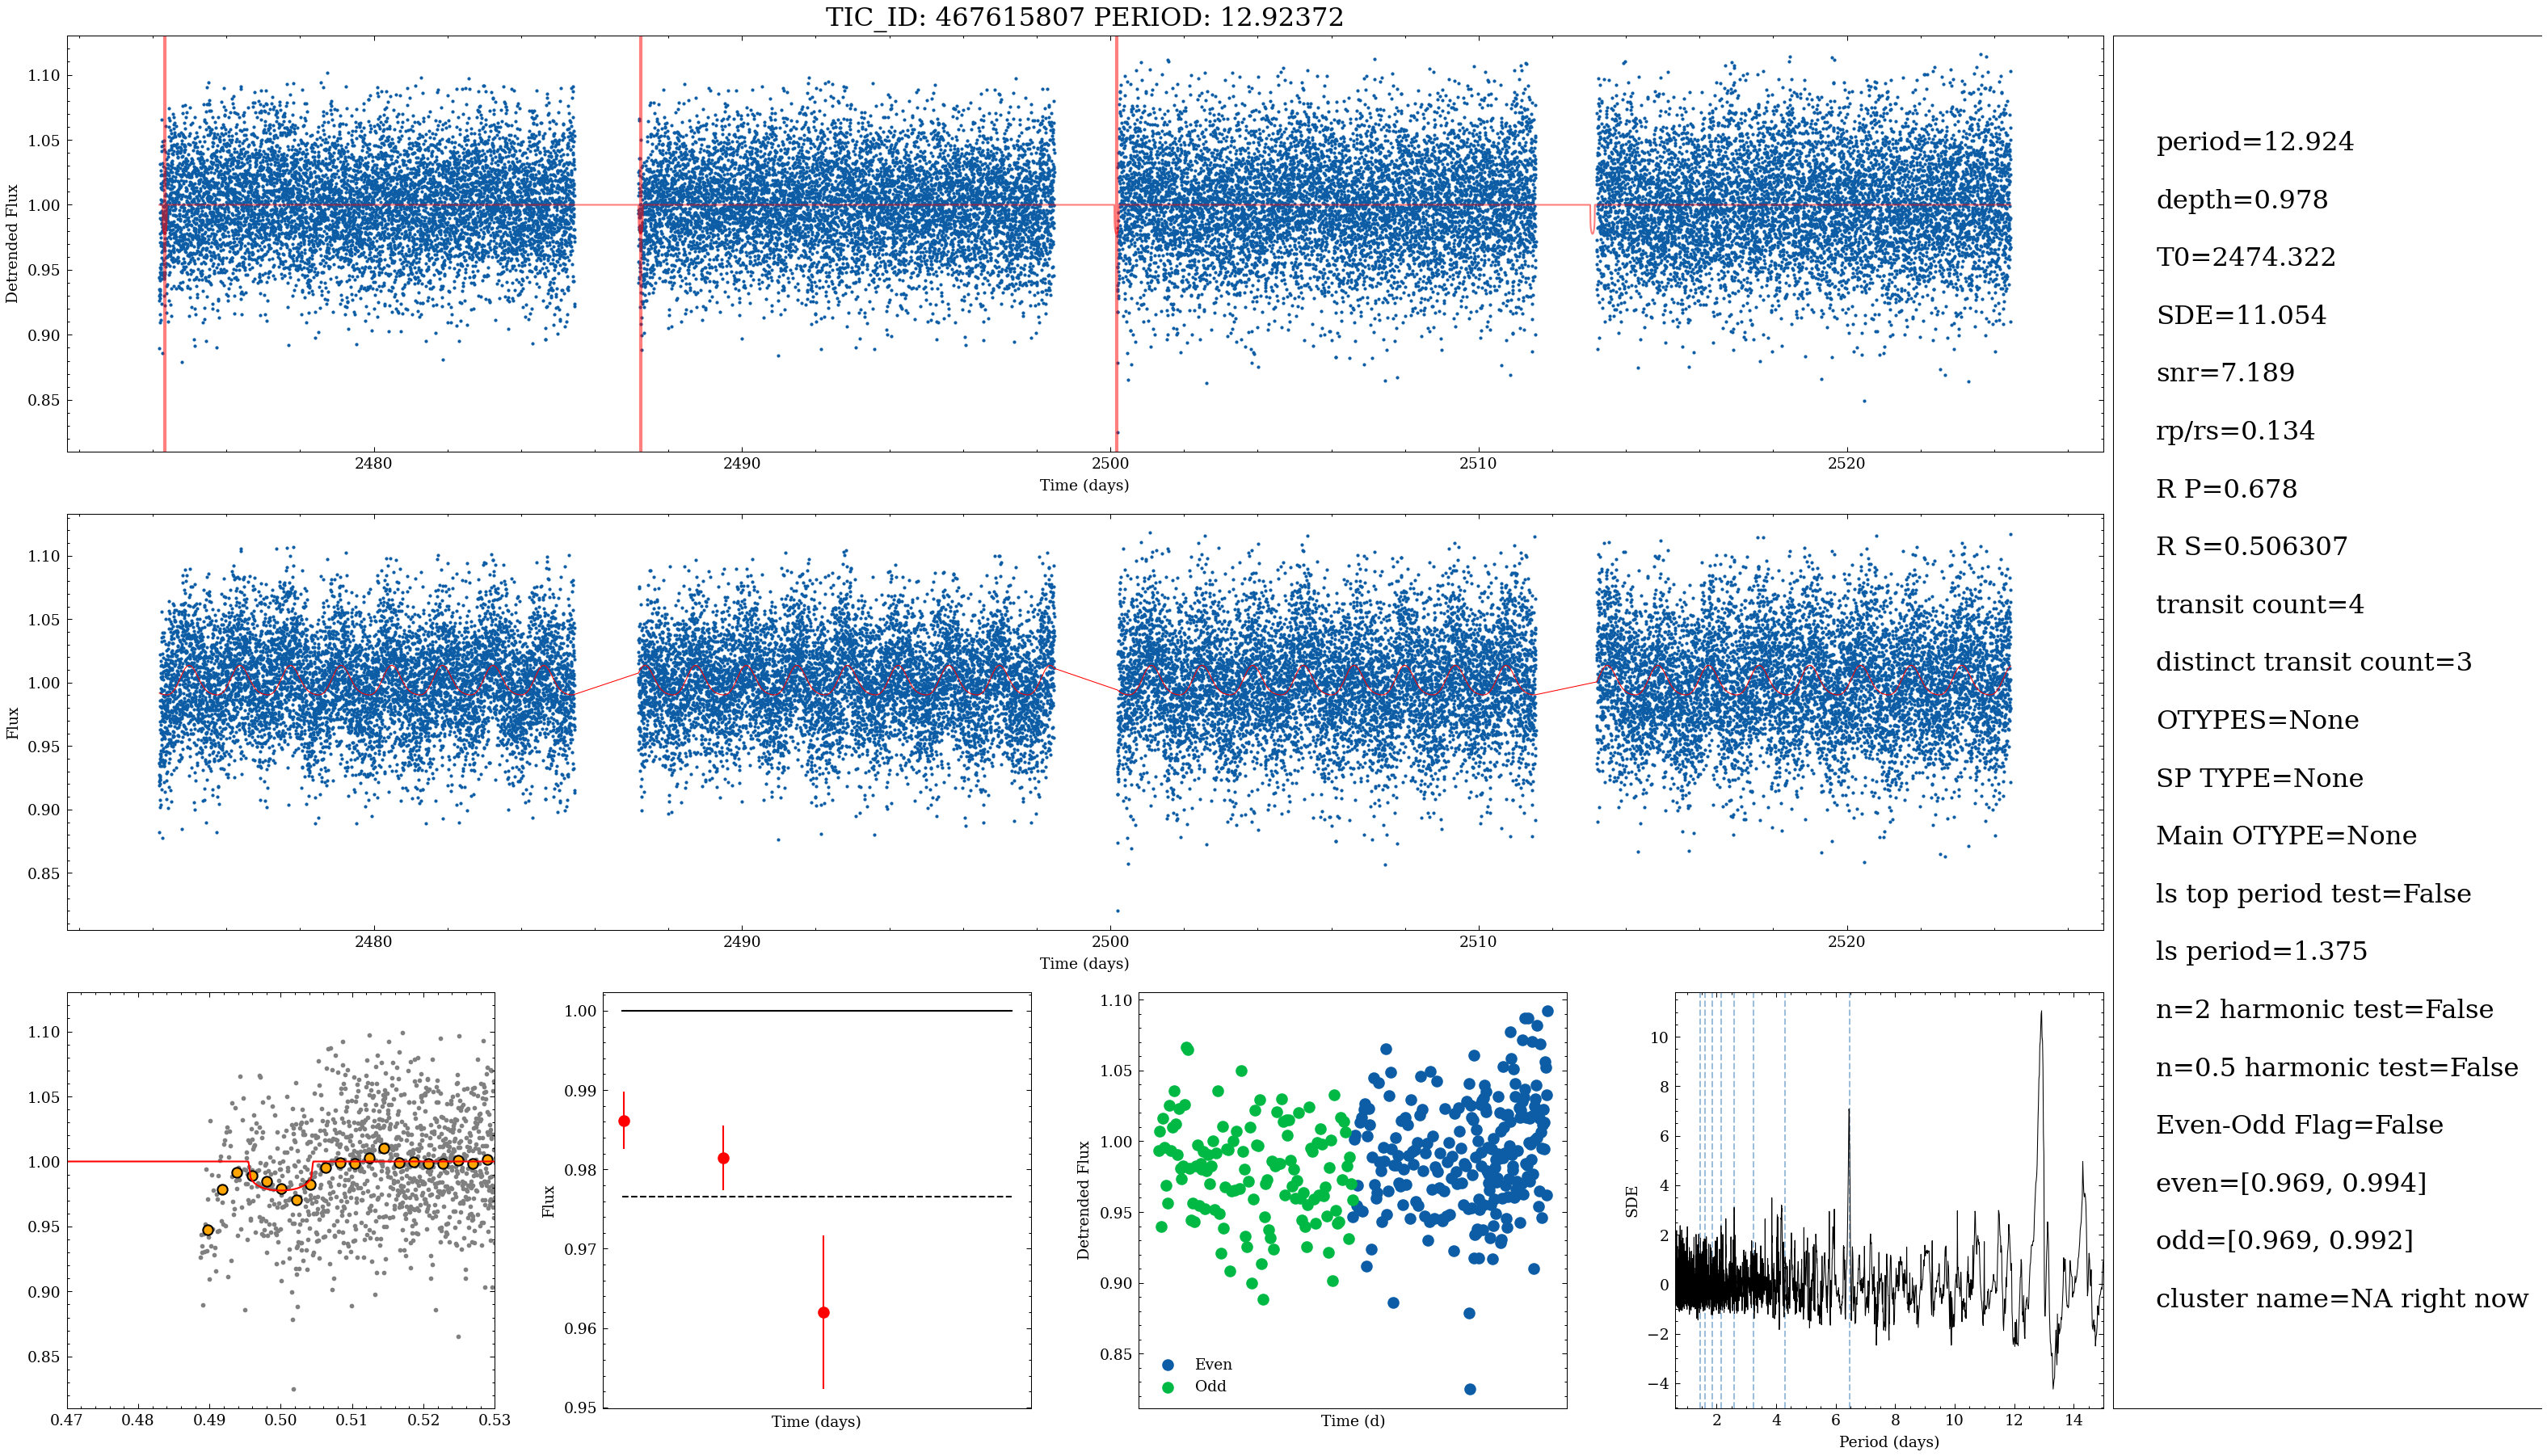 TIC_ID: 467615807 PERIOD: 12.92372
1.10
1.05
1.00
0.95
0.90
0.85
Detrended Flux
2480
2490
2500
2510
2520
Time (days)
1.10
1.05
1.00
0.95
0.90
0.85
Flux
2480
2490
2500
2510
2520
Time (days)
1.10
1.05
1.00
0.95
0.90
0.85
0.47
0.48
0.49
0.50
0.51
0.52
0.53
1.00
0.99
0.98
0.97
0.96
0.95
Flux
Time (days)
1.10
1.05
1.00
0.95
0.90
0.85
Detrended Flux
Even
Odd
Time (d)
10
8
6
4
2
0
−2
−4
SDE
2
4
6
8
10
12
14
Period (days)
period=12.924
depth=0.978
T0=2474.322
SDE=11.054
snr=7.189
rp/rs=0.134
R P=0.678
R S=0.506307
transit count=4
distinct transit count=3
OTYPES=None
SP TYPE=None
Main OTYPE=None
ls top period test=False
ls period=1.375
n=2 harmonic test=False
n=0.5 harmonic test=False
Even-Odd Flag=False
even=[0.969, 0.994]
odd=[0.969, 0.992]
cluster name=NA right now